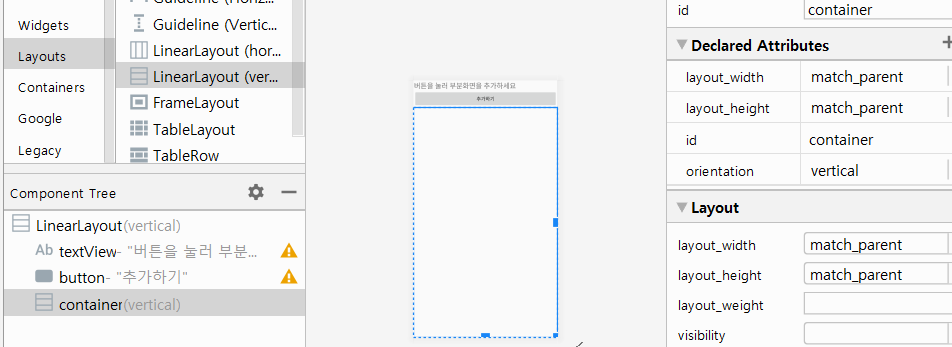 Widgets
Layouts
Containers
Google
Legacy
Guideline (Vertic...
LinearLayout (hor...
LinearLayout (ver...
FrameLayout
TableLayout
TableRow
Component Tree
LinearLayout(vertical)
Ab textView- "버튼을 눌러 부분...
button- "추가하기"
container(vertical)
버튼을 눌러 부분화면을 추가하세요
추가하기
id container
Declared Attributes
layout_width match_parent
layout_height match_parent
id container
orientation vertical
Layout
layout_width match_parent
layout_height match_parent
layout_weight
visibility